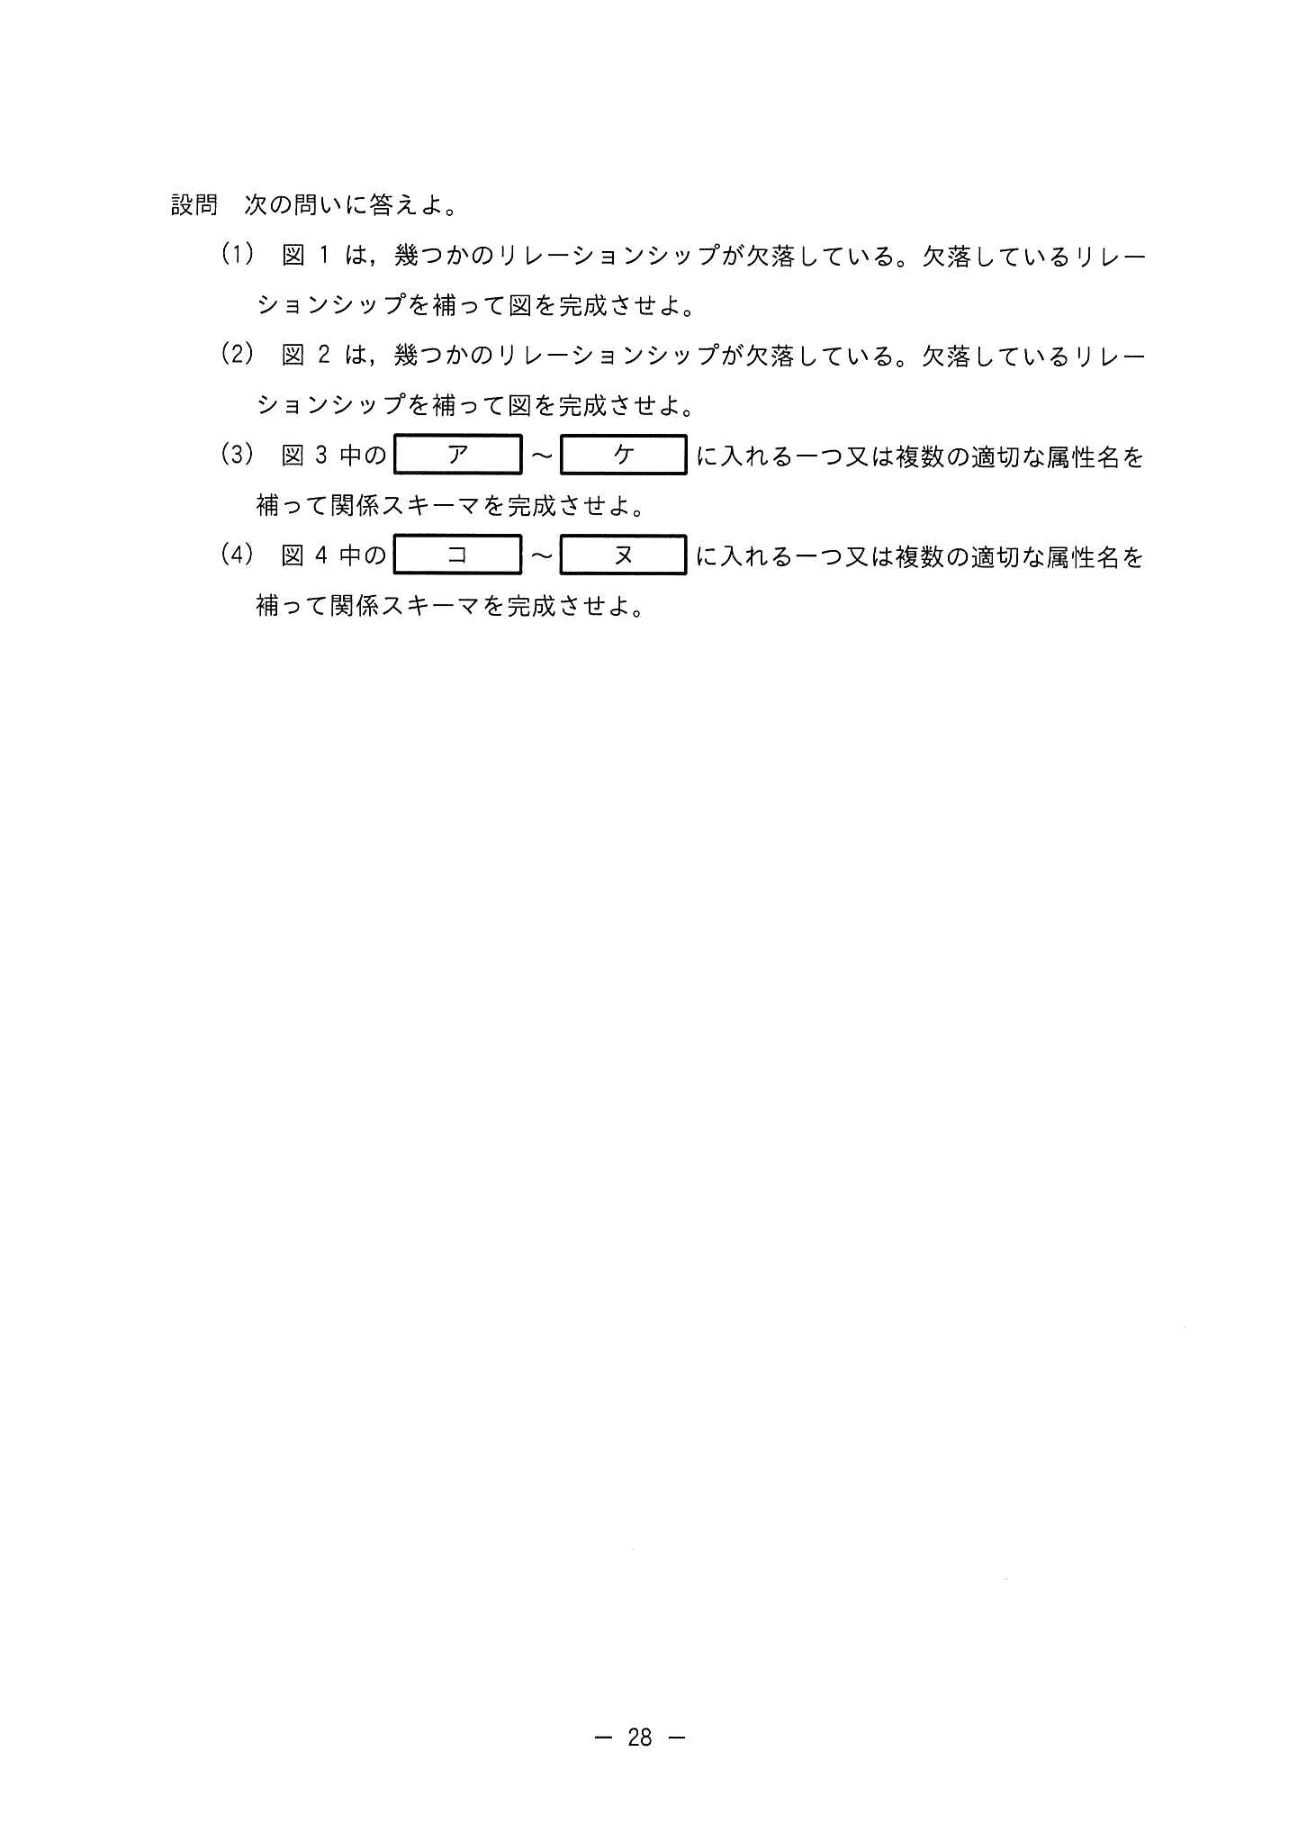 設問　次の問いに答えよ。
(1)　図 1 は，幾つかのリレーションシップが欠落している。欠落しているリレー
ションシップを補って図を完成させよ。
(2)　図 2 は，幾つかのリレーションシップが欠落している。欠落しているリレー
ションシップを補って図を完成させよ。
(3)　図 3 中の ア ～ ケ に入れる一つ又は複数の適切な属性名を
補って関係スキーマを完成させよ。
(4)　図 4 中の コ ～ ヌ に入れる一つ又は複数の適切な属性名を
補って関係スキーマを完成させよ。
－ 28 －